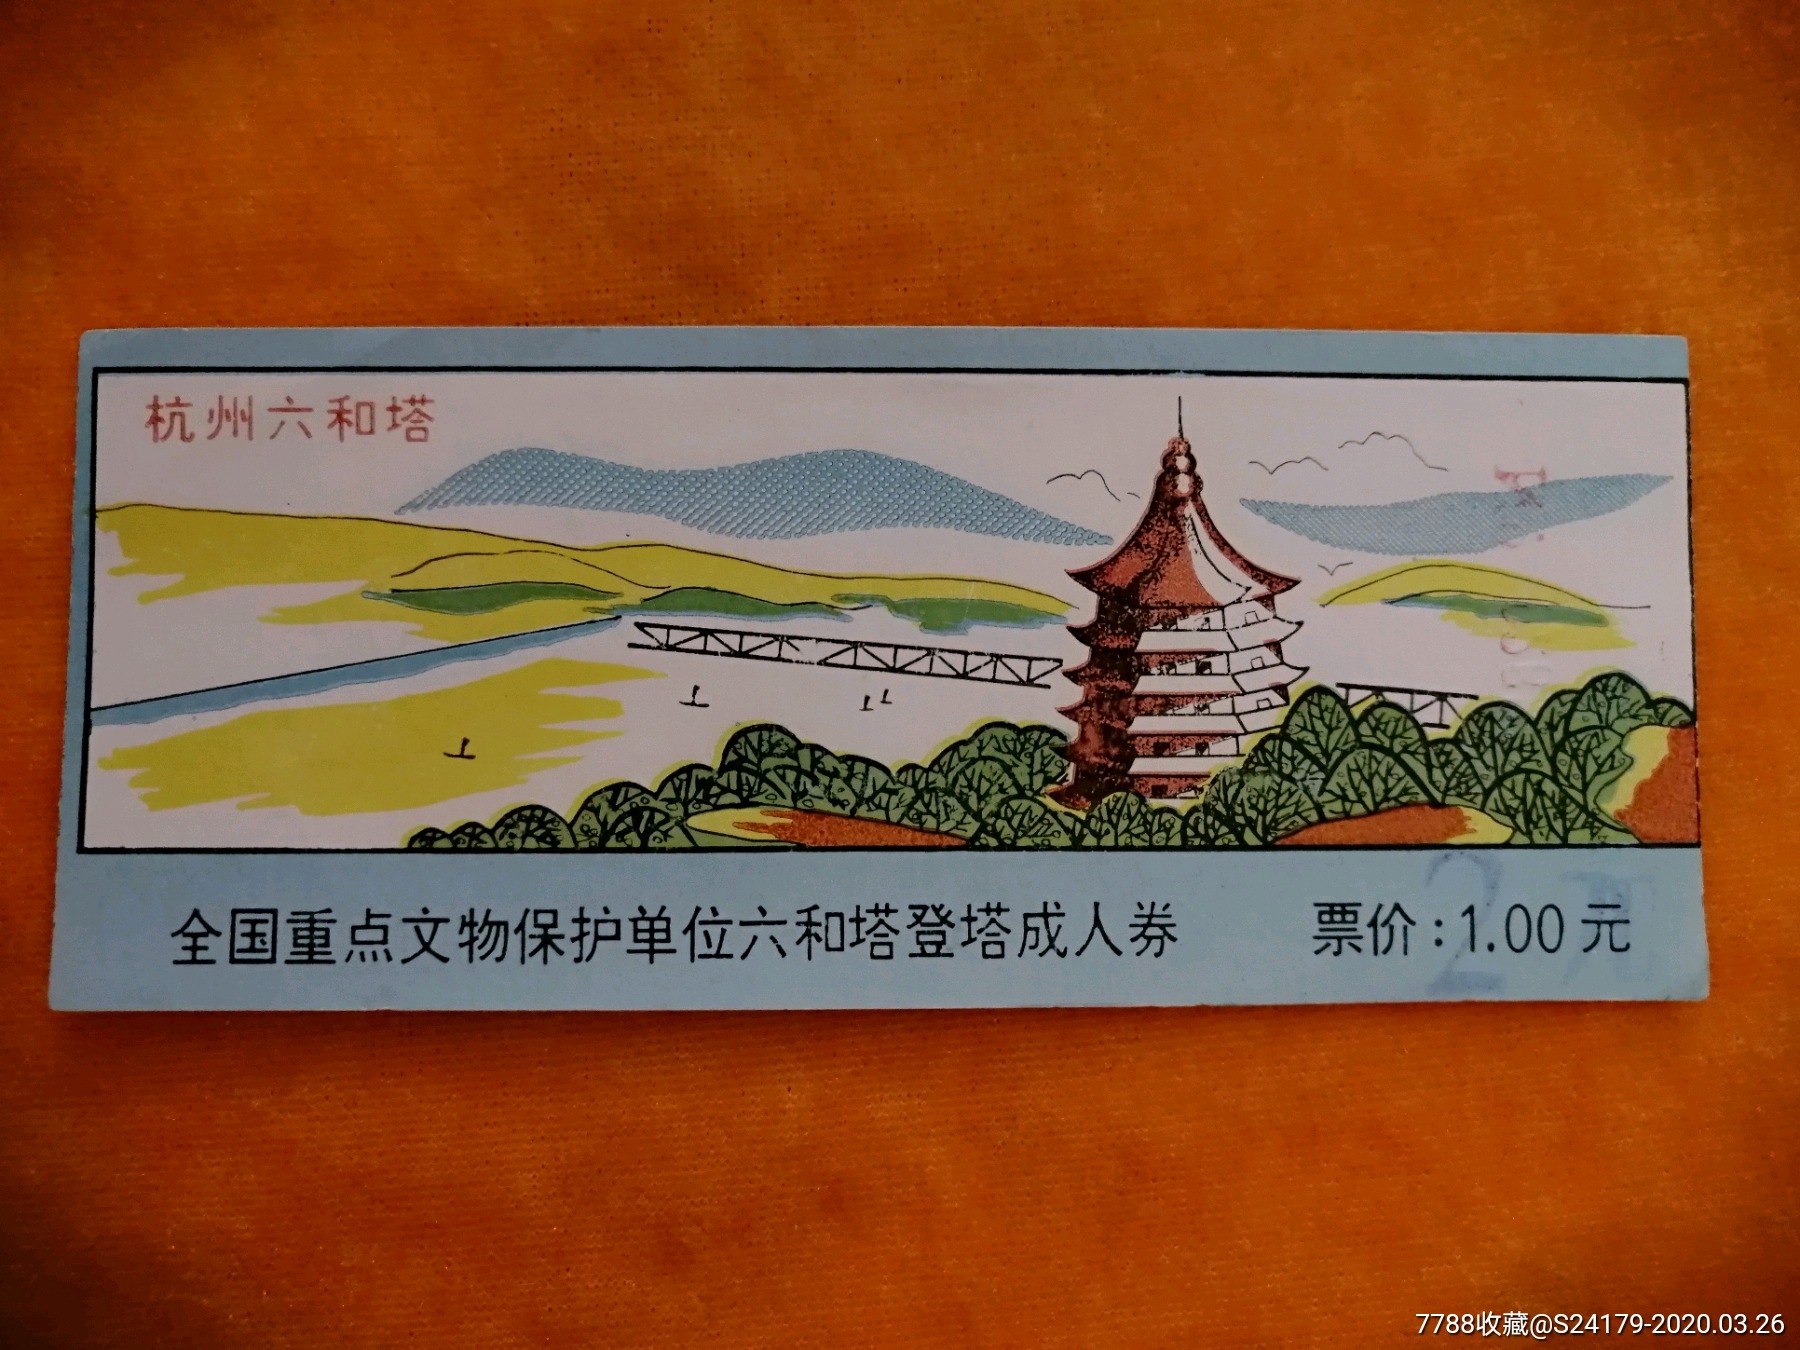 杭州六和塔
全国重点文物保护单位六和塔登塔成人券 票价:1.00元
2元
7788收藏@S24179-2020.03.26